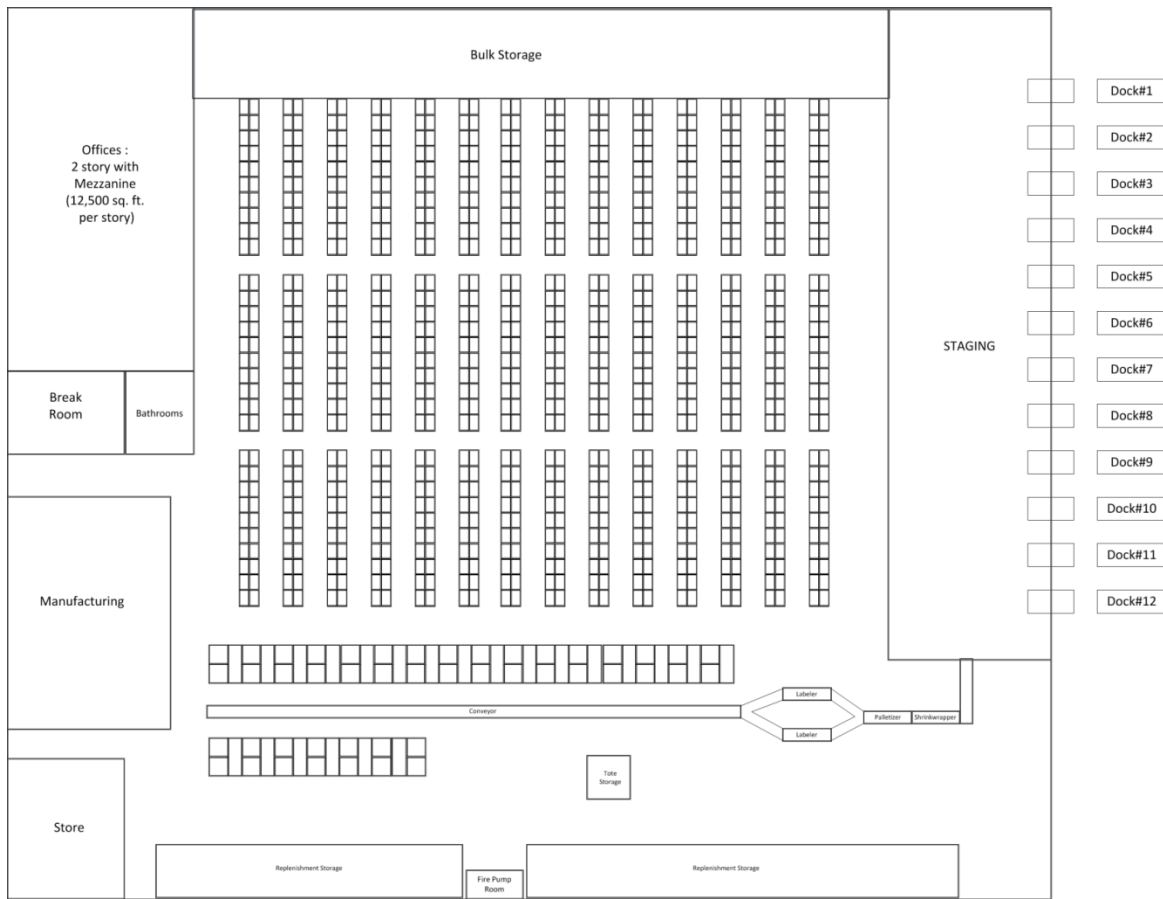 Bulk Storage
Offices :
2 story with
Mezzanine
(12,500 sq. ft.
per story)
Break
Room
Bathrooms
Manufacturing
Store
STAGING
Dock#1
Dock#2
Dock#3
Dock#4
Dock#5
Dock#6
Dock#7
Dock#8
Dock#9
Dock#10
Dock#11
Dock#12
Labeler
Conveyor
Palletizer
Shrinkwrapper
Labeler
Tote
Storage
Replenishment Storage
Fire Pump
Room
Replenishment Storage